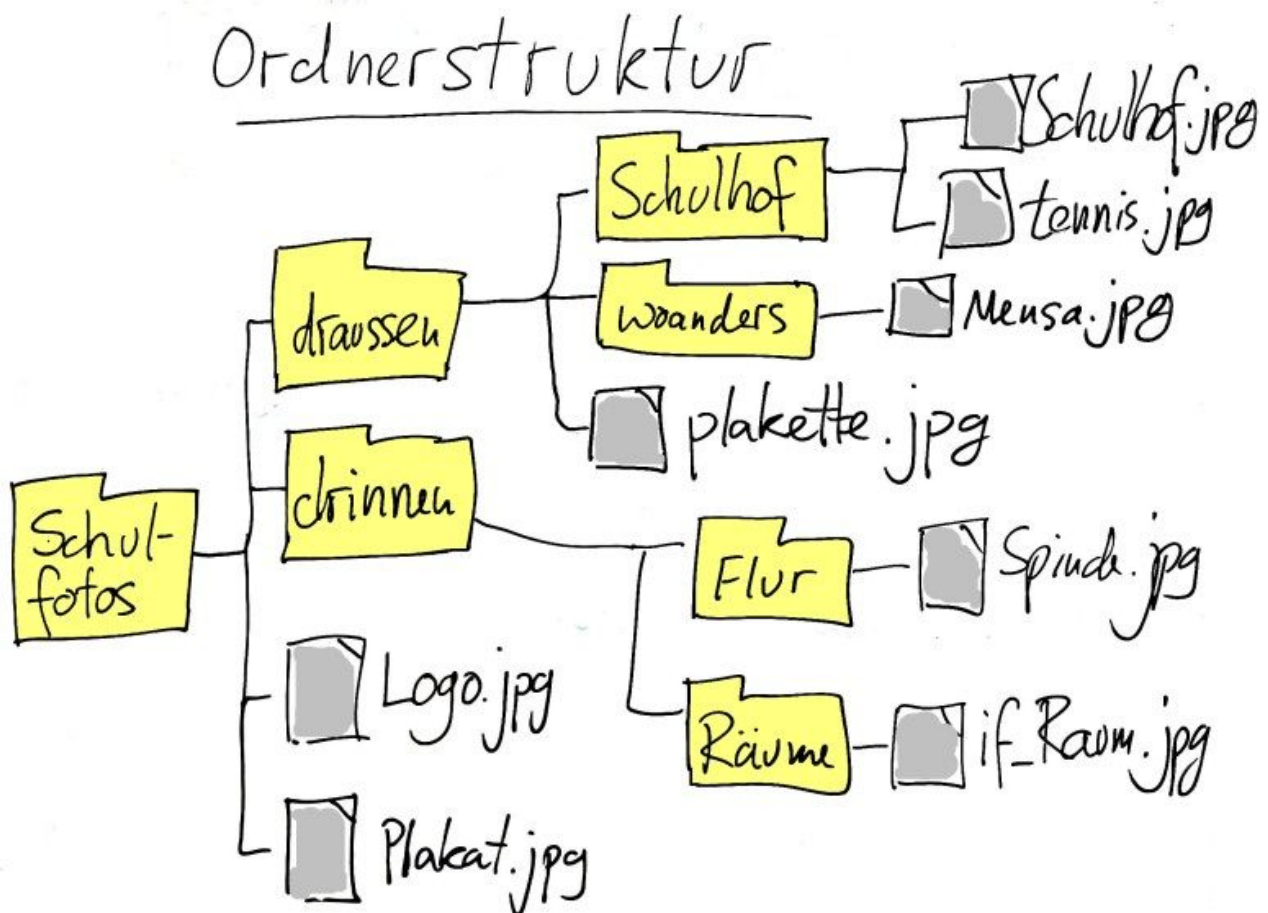 Ordnerstruktur
Schulhof
Schulhof.jpg
tennis.jpg
draussen
woanders
Mensa.jpg
plakette.jpg
drinnen
Schul-
fotos
Flur
Spinde.jpg
Logo.jpg
Räume
if_Raum.jpg
Plakat.jpg